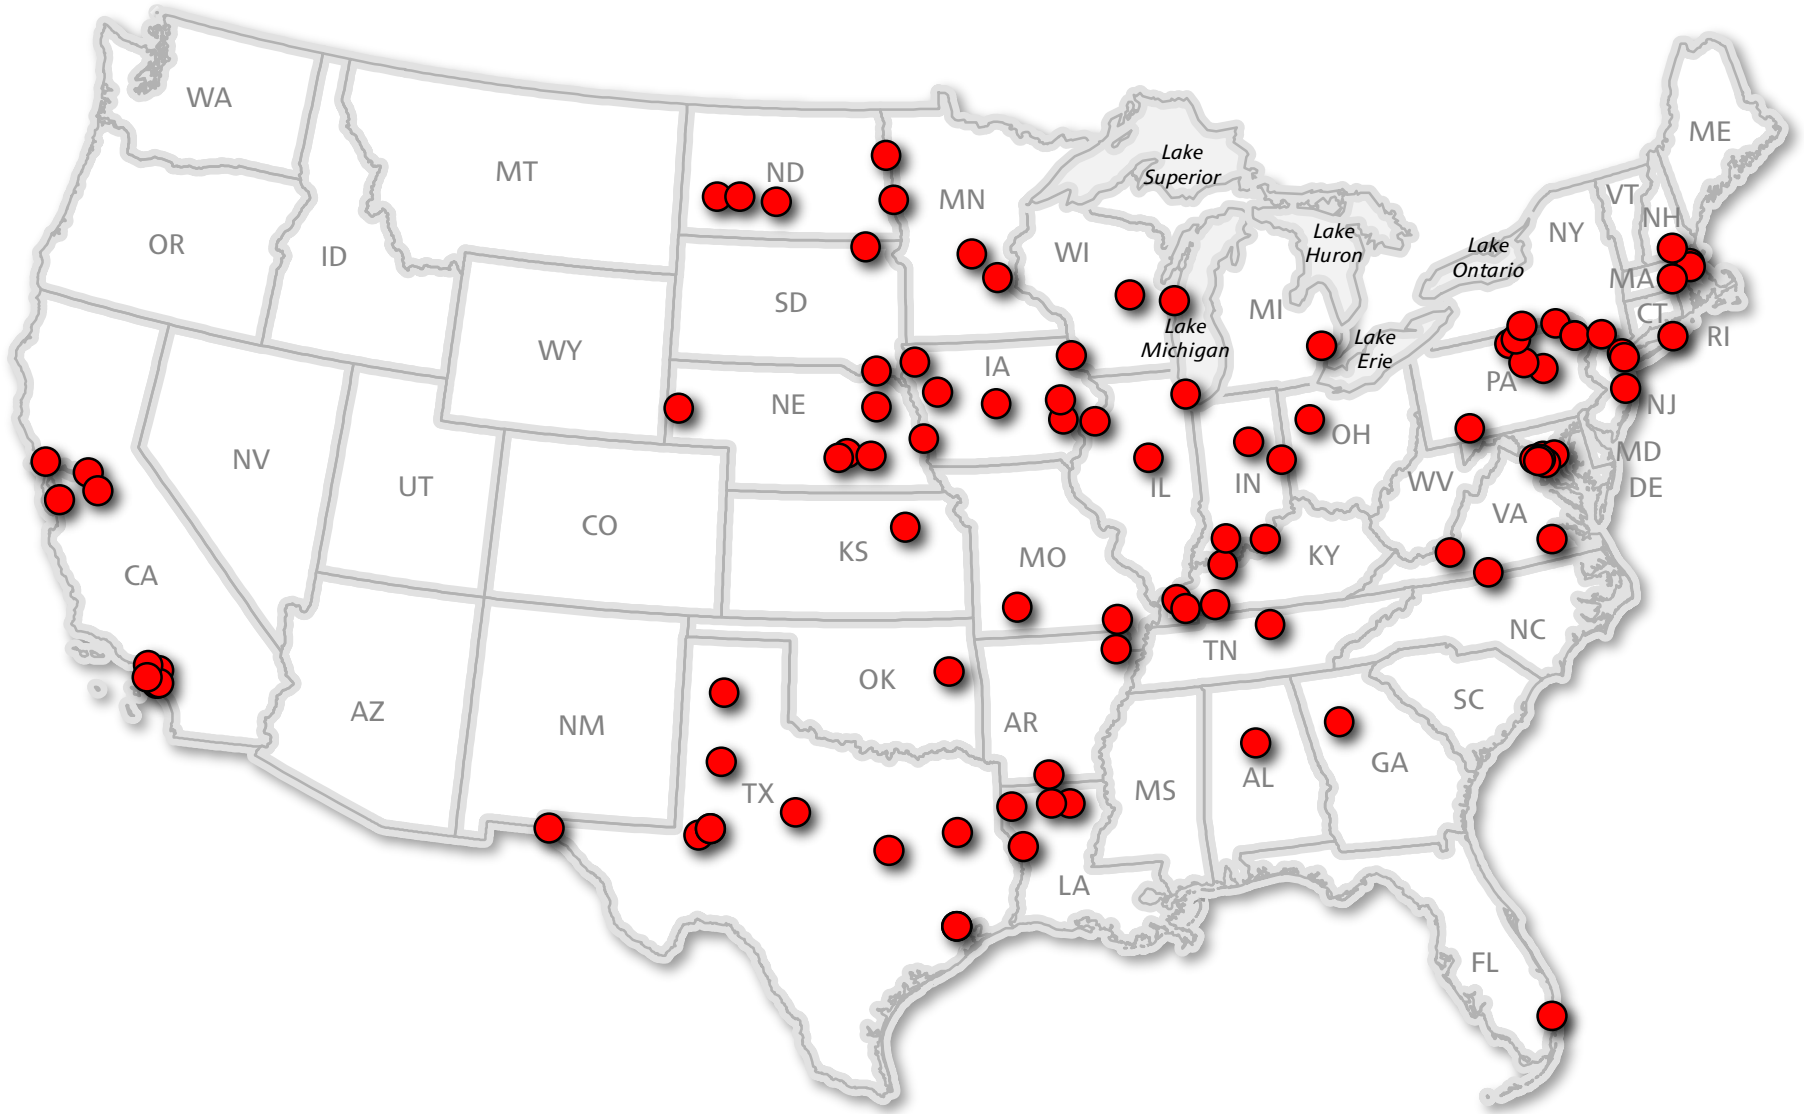 WA
ME
Lake
Superior
MT
ND
VT
MN
NH
NY
OR
ID
Lake
Huron
WI
Lake
Ontario
MA
SD
MI
CT
RI
Lake
Michigan
Lake
Erie
WY
IA
PA
NE
NJ
OH
MD
NV
UT
IL
IN
WV
DE
VA
CO
KS
MO
KY
CA
NC
TN
OK
SC
AZ
NM
AR
GA
AL
TX
MS
LA
FL